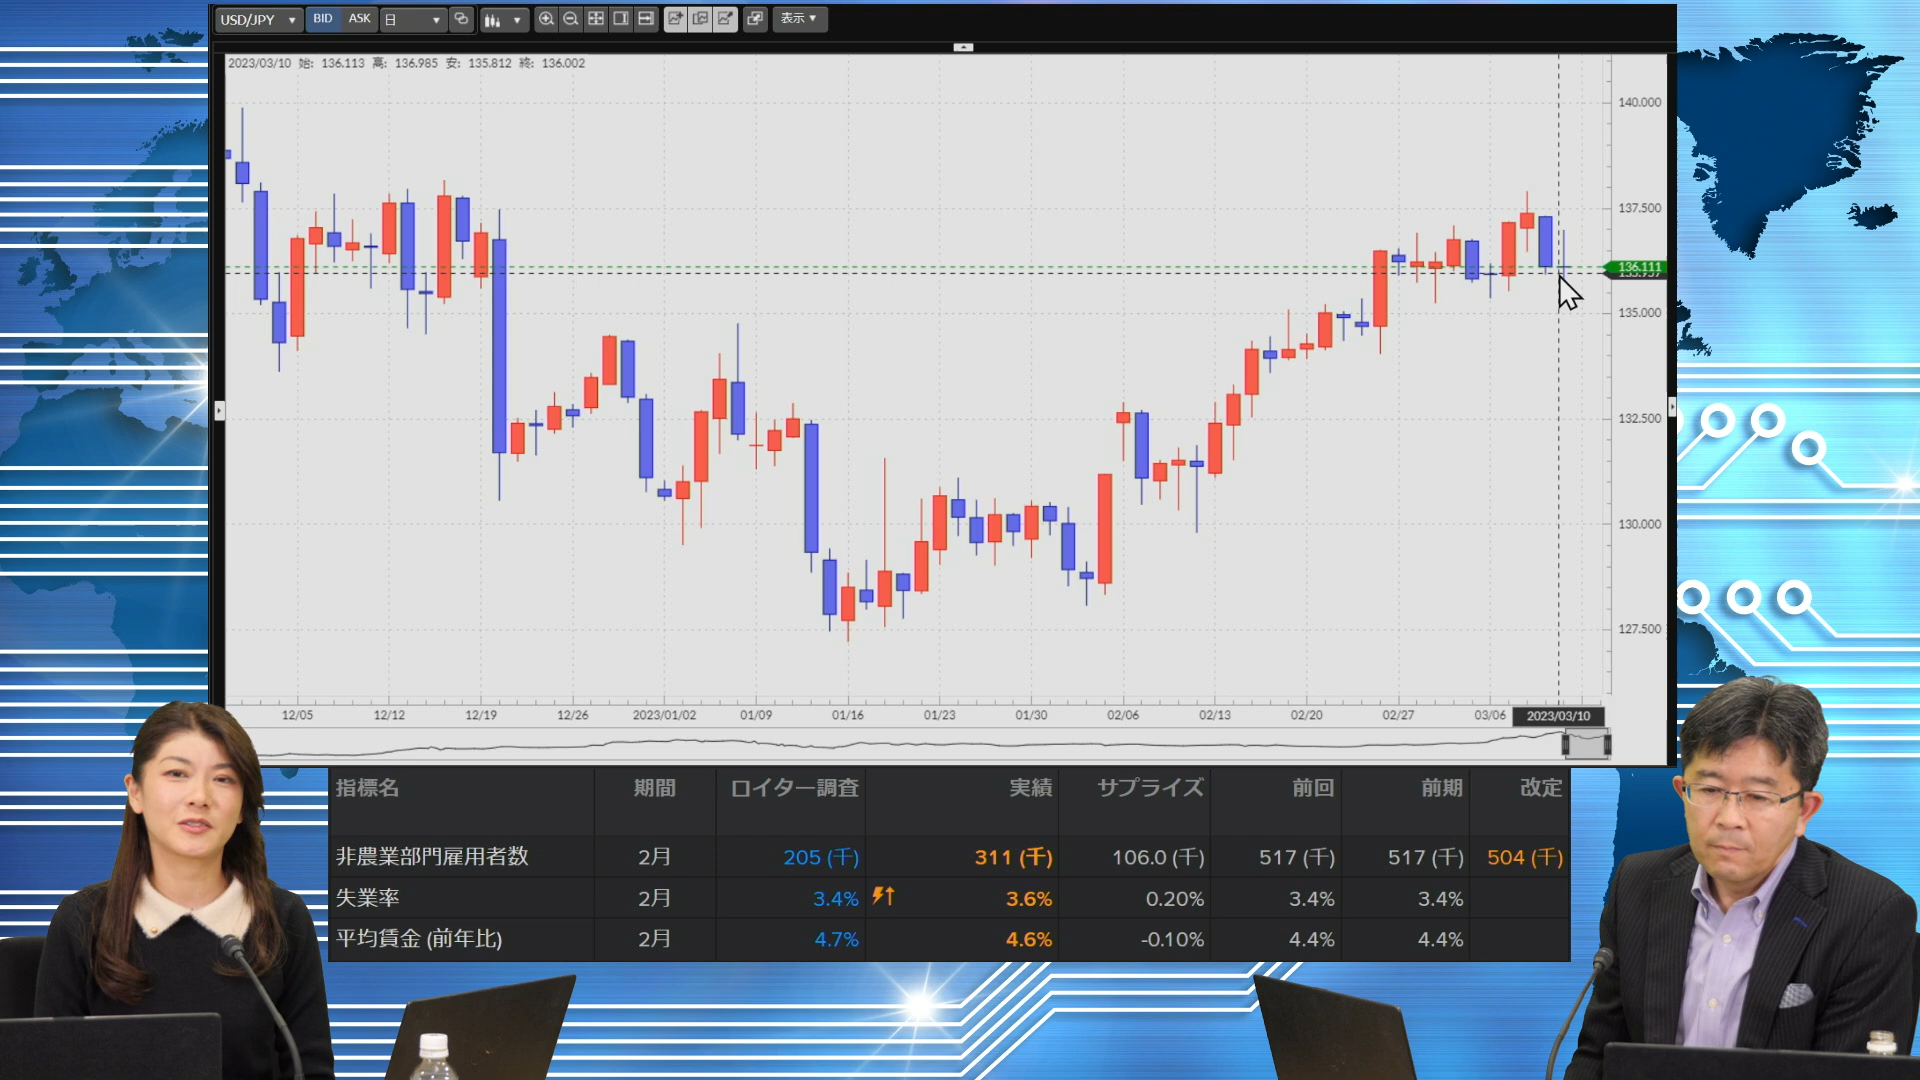 USD/JPY BID ASK 日 表示
2023/03/10 始: 136.113 高: 136.985 安: 135.812 終: 136.002
140.000
137.500
136.111
135.000
132.500
130.000
127.500
12/05 12/12 12/19 12/26 2023/01/02 01/09 01/16 01/23 01/30 02/06 02/13 02/20 02/27 03/06 2023/03/10
指標名 期間 ロイター調査 実績 サプライズ 前回 前期 改定
非農業部門雇用者数 2月 205 (千) 311 (千) 106.0 (千) 517 (千) 517 (千) 504 (千)
失業率 2月 3.4% 3.6% 0.20% 3.4% 3.4%
平均賃金 (前年比) 2月 4.7% 4.6% -0.10% 4.4% 4.4%